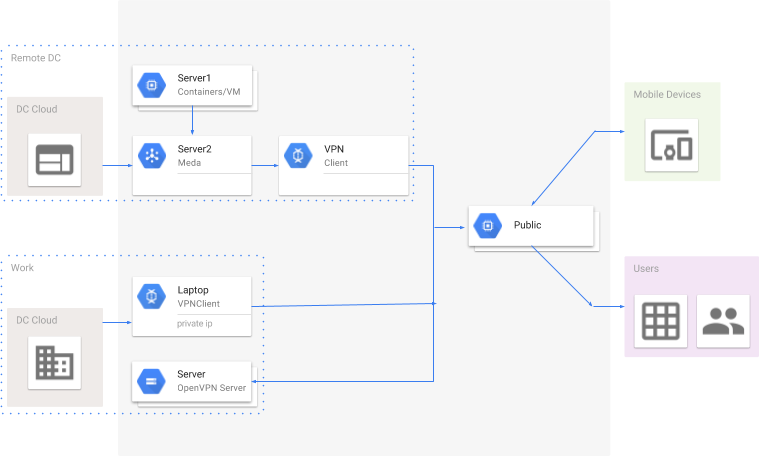 Remote DC
DC Cloud
Server1
Containers/VM
Server2
Meda
VPN
Client
Public
Mobile Devices
Work
DC Cloud
Laptop
VPNClient
private ip
Server
OpenVPN Server
Users